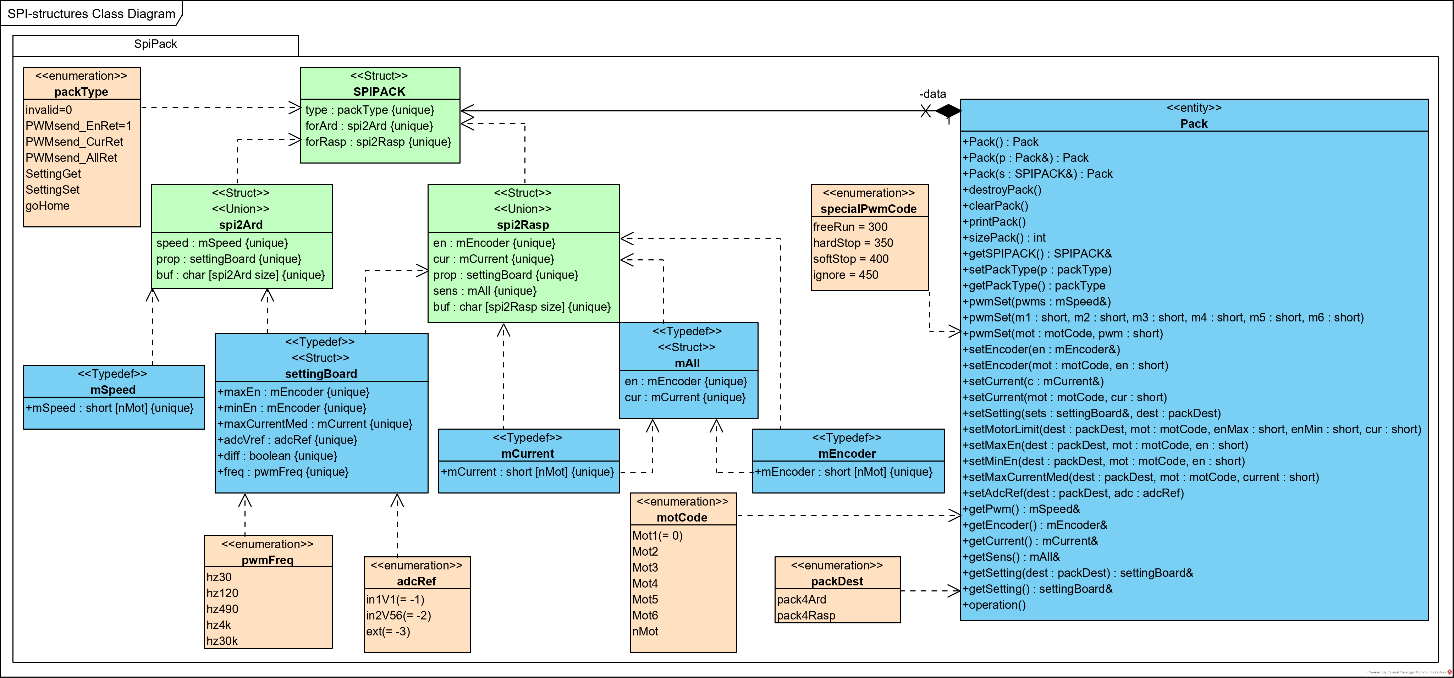 SPI-structures Class Diagram
SpiPack
<<enumeration>>
packType
invalid=0
PWMsend_EnRet=1
PWMsend_CurRet
PWMsend_AllRet
SettingGet
SettingSet
goHome
<<Struct>>
SPIPACK
type : packType {unique}
forArd : spi2Ard {unique}
forRasp : spi2Rasp {unique}
-data
<<entity>>
Pack
+Pack() : Pack
+Pack(p : Pack&) : Pack
+Pack(s : SPIPACK&) : Pack
+destroyPack()
+clearPack()
+printPack()
+sizePack() : int
+getSPIPACK() : SPIPACK&
+setPackType(p : packType)
+getPackType() : packType
+pwmSet(pwms : mSpeed&)
+pwmSet(m1 : short, m2 : short, m3 : short, m4 : short, m5 : short, m6 : short)
+pwmSet(mot : motCode, pwm : short)
+setEncoder(en : mEncoder&)
+setEncoder(mot : motCode, en : short)
+setCurrent(c : mCurrent&)
+setCurrent(mot : motCode, cur : short)
+setSetting(sets : settingBoard&, dest : packDest)
+setMotorLimit(dest : packDest, mot : motCode, enMax : short, enMin : short, cur : short)
+setMaxEn(dest : packDest, mot : motCode, en : short)
+setMinEn(dest : packDest, mot : motCode, en : short)
+setMaxCurrentMed(dest : packDest, mot : motCode, current : short)
+setAdcRef(dest : packDest, adc : adcRef)
+getPwm() : mSpeed&
+getEncoder() : mEncoder&
+getCurrent() : mCurrent&
+getSens() : mAll&
+getSetting(dest : packDest) : settingBoard&
+getSetting() : settingBoard&
+operation()
<<Struct>>
<<Union>>
spi2Ard
speed : mSpeed {unique}
prop : settingBoard {unique}
buf : char [spi2Ard size] {unique}
<<Struct>>
<<Union>>
spi2Rasp
en : mEncoder {unique}
cur : mCurrent {unique}
prop : settingBoard {unique}
sens : mAll {unique}
buf : char [spi2Rasp size] {unique}
<<enumeration>>
specialPwmCode
freeRun = 300
hardStop = 350
softStop = 400
ignore = 450
<<Typedef>>
mSpeed
+mSpeed : short [nMot] {unique}
<<Typedef>>
<<Struct>>
settingBoard
+maxEn : mEncoder {unique}
+minEn : mEncoder {unique}
+maxCurrentMed : mCurrent {unique}
+adcVref : adcRef {unique}
+diff : boolean {unique}
+freq : pwmFreq {unique}
<<Typedef>>
<<Struct>>
mAll
en : mEncoder {unique}
cur : mCurrent {unique}
<<Typedef>>
mCurrent
+mCurrent : short [nMot] {unique}
<<Typedef>>
mEncoder
+mEncoder : short [nMot] {unique}
<<enumeration>>
pwmFreq
hz30
hz120
hz490
hz4k
hz30k
<<enumeration>>
adcRef
in1V1(= -1)
in2V56(= -2)
ext(= -3)
<<enumeration>>
motCode
Mot1(= 0)
Mot2
Mot3
Mot4
Mot5
Mot6
nMot
<<enumeration>>
packDest
pack4Ard
pack4Rasp